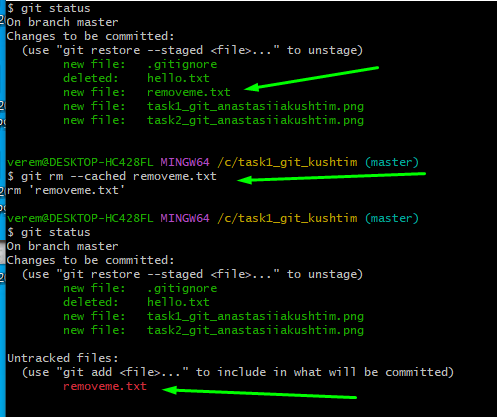 $ git status
On branch master
Changes to be committed:
  (use "git restore --staged <file>..." to unstage)
        new file:   .gitignore
        deleted:   hello.txt
        new file:   removeme.txt
        new file:   task1_git_anastasiiakushtim.png
        new file:   task2_git_anastasiiakushtim.png
verem@DESKTOP-HC428FL MINGW64 /c/task1_git_kushtim (master)
$ git rm --cached removeme.txt
rm 'removeme.txt'
verem@DESKTOP-HC428FL MINGW64 /c/task1_git_kushtim (master)
$ git status
On branch master
Changes to be committed:
  (use "git restore --staged <file>..." to unstage)
        new file:   .gitignore
        deleted:   hello.txt
        new file:   task1_git_anastasiiakushtim.png
        new file:   task2_git_anastasiiakushtim.png
Untracked files:
  (use "git add <file>..." to include in what will be committed)
        removeme.txt